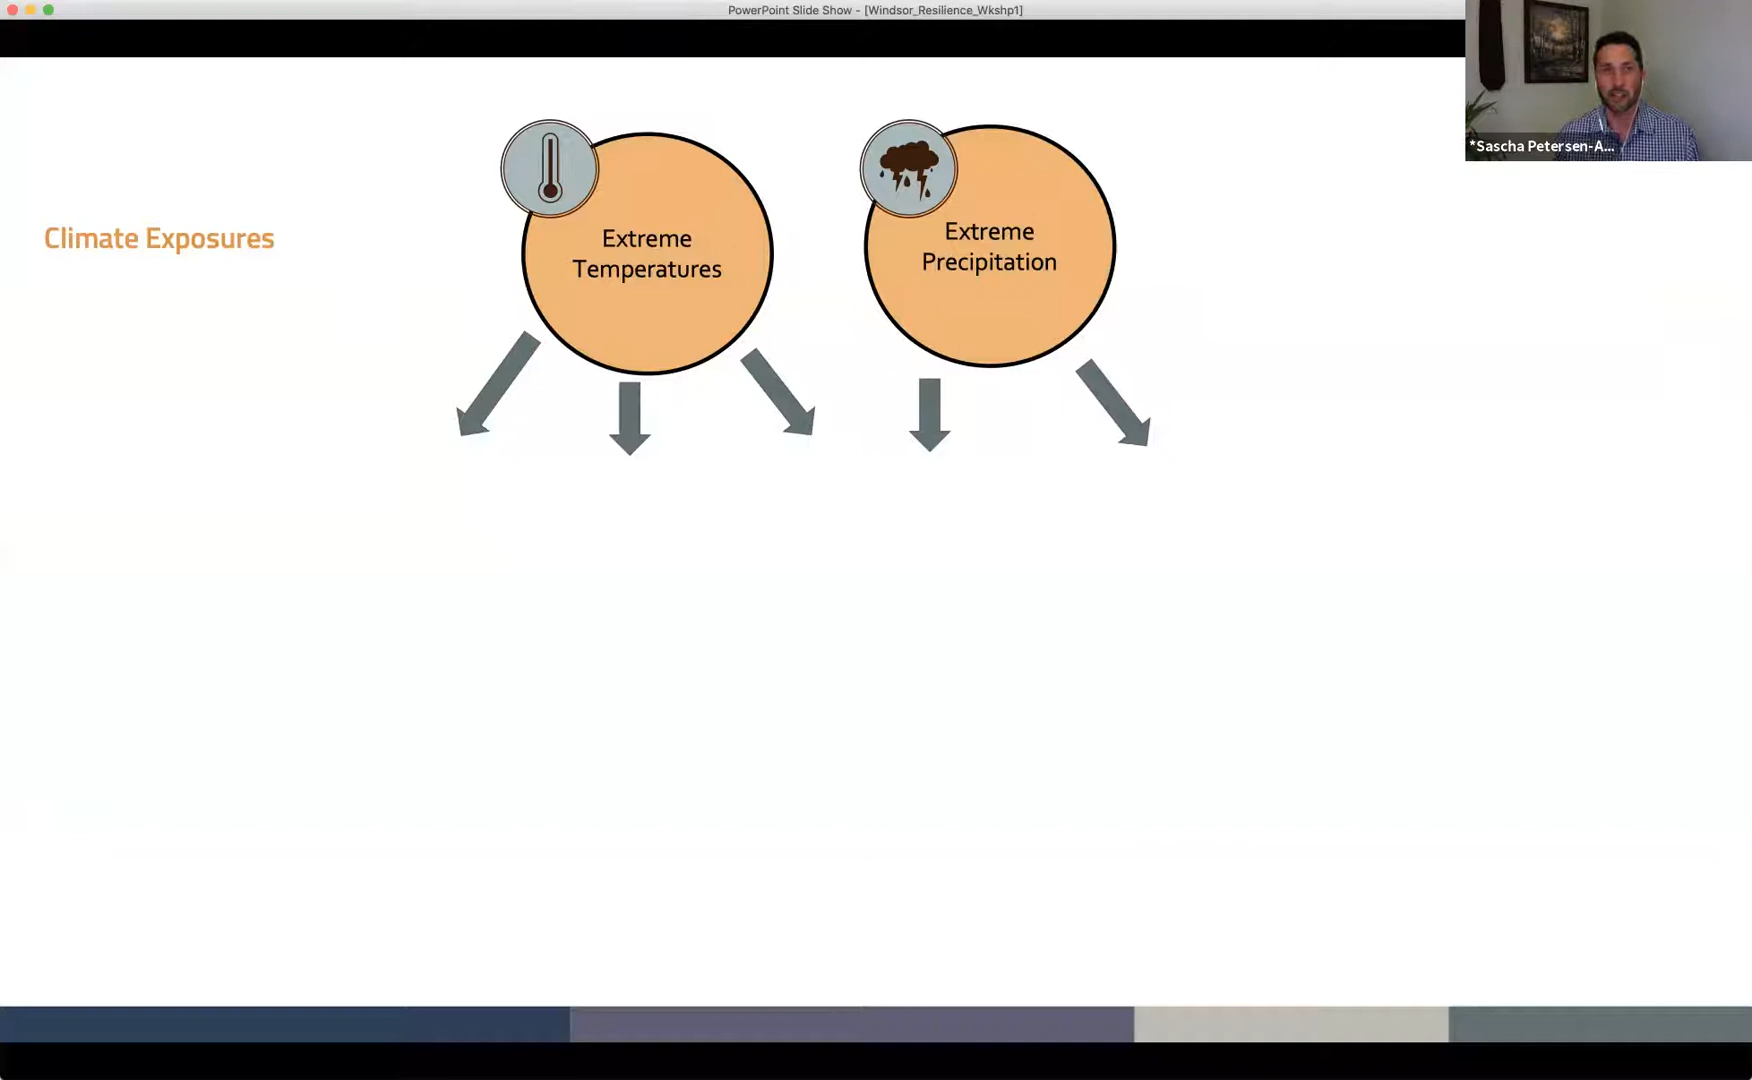 PowerPoint Slide Show - [Windsor_Resilience_Wkshp1]
*Sascha Petersen-A...
Climate Exposures
Extreme
Temperatures
Extreme
Precipitation